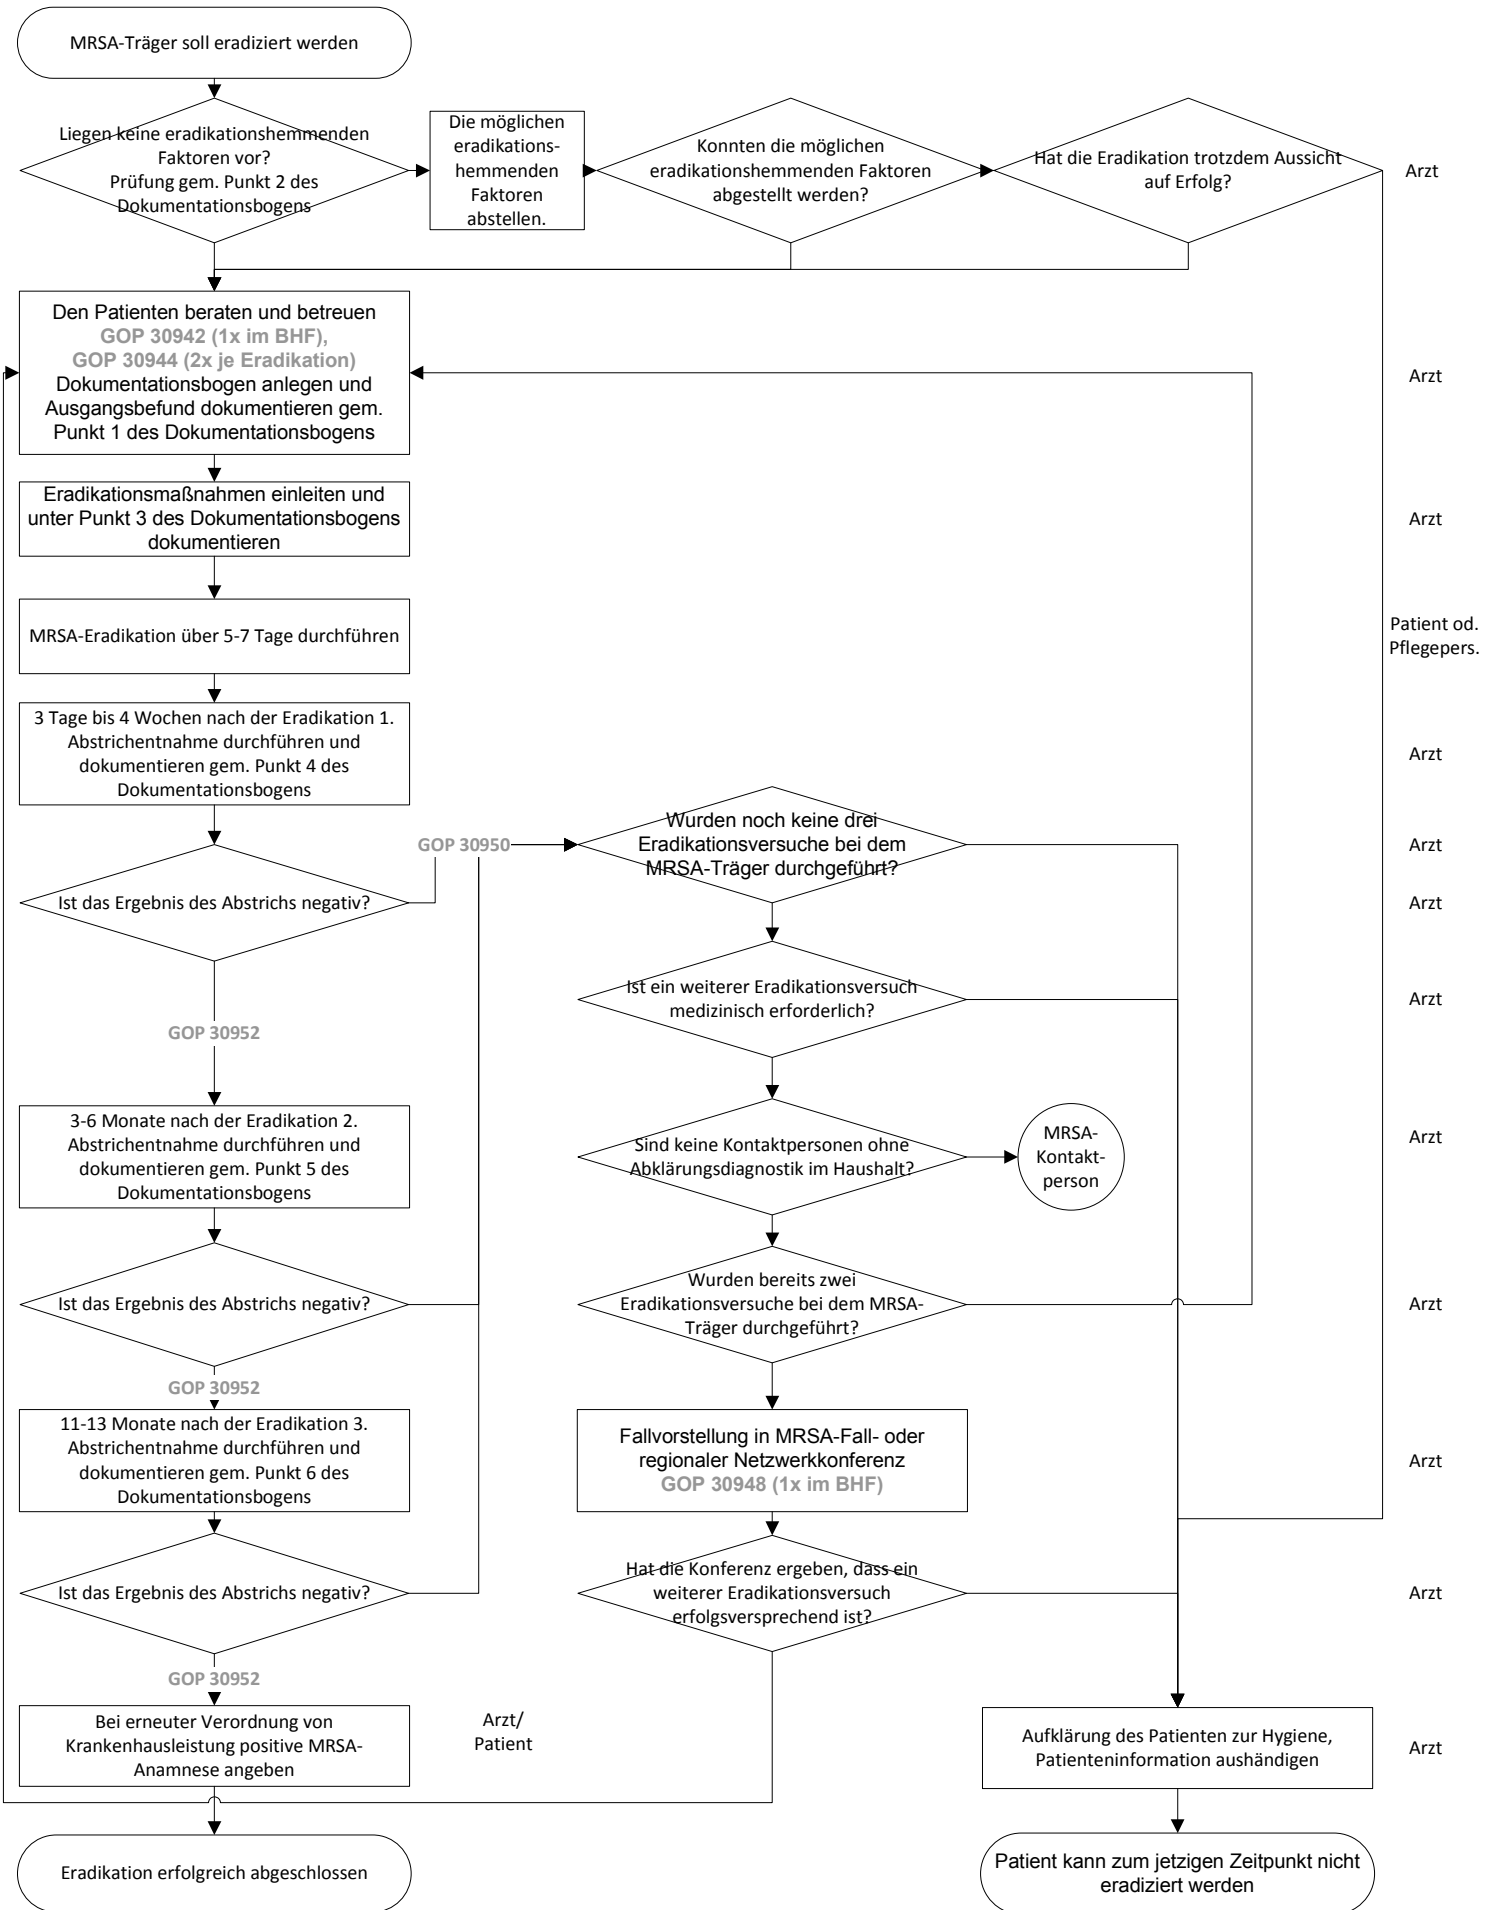 MRSA-Träger soll eradiziert werden
Liegen keine eradikationshemmenden
Faktoren vor?
Prüfung gem. Punkt 2 des
Dokumentationsbogens
Die möglichen
eradikations-
hemmenden
Faktoren
abstellen.
Konnten die möglichen
eradikationshemmenden Faktoren
abgestellt werden?
Hat die Eradikation trotzdem Aussicht
auf Erfolg?
Arzt
Den Patienten beraten und betreuen
GOP 30942 (1x im BHF),
GOP 30944 (2x je Eradikation)
Dokumentationsbogen anlegen und
Ausgangsbefund dokumentieren gem.
Punkt 1 des Dokumentationsbogens
Arzt
Eradikationsmaßnahmen einleiten und
unter Punkt 3 des Dokumentationsbogens
dokumentieren
Arzt
MRSA-Eradikation über 5-7 Tage durchführen
Patient od.
Pflegepers.
3 Tage bis 4 Wochen nach der Eradikation 1.
Abstrichentnahme durchführen und
dokumentieren gem. Punkt 4 des
Dokumentationsbogens
Arzt
GOP 30950
Wurden noch keine drei
Eradikationsversuche bei dem
MRSA-Träger durchgeführt?
Arzt
Ist das Ergebnis des Abstrichs negativ?
Arzt
Ist ein weiterer Eradikationsversuch
medizinisch erforderlich?
Arzt
GOP 30952
3-6 Monate nach der Eradikation 2.
Abstrichentnahme durchführen und
dokumentieren gem. Punkt 5 des
Dokumentationsbogens
Sind keine Kontaktpersonen ohne
Abklärungsdiagnostik im Haushalt?
MRSA-
Kontakt-
person
Arzt
Ist das Ergebnis des Abstrichs negativ?
Wurden bereits zwei
Eradikationsversuche bei dem MRSA-
Träger durchgeführt?
Arzt
GOP 30952
11-13 Monate nach der Eradikation 3.
Abstrichentnahme durchführen und
dokumentieren gem. Punkt 6 des
Dokumentationsbogens
Fallvorstellung in MRSA-Fall- oder
regionaler Netzwerkkonferenz
GOP 30948 (1x im BHF)
Arzt
Ist das Ergebnis des Abstrichs negativ?
Hat die Konferenz ergeben, dass ein
weiterer Eradikationsversuch
erfolgsversprechend ist?
Arzt
GOP 30952
Bei erneuter Verordnung von
Krankenhausleistung positive MRSA-
Anamnese angeben
Arzt/
Patient
Aufklärung des Patienten zur Hygiene,
Patienteninformation aushändigen
Arzt
Eradikation erfolgreich abgeschlossen
Patient kann zum jetzigen Zeitpunkt nicht
eradiziert werden